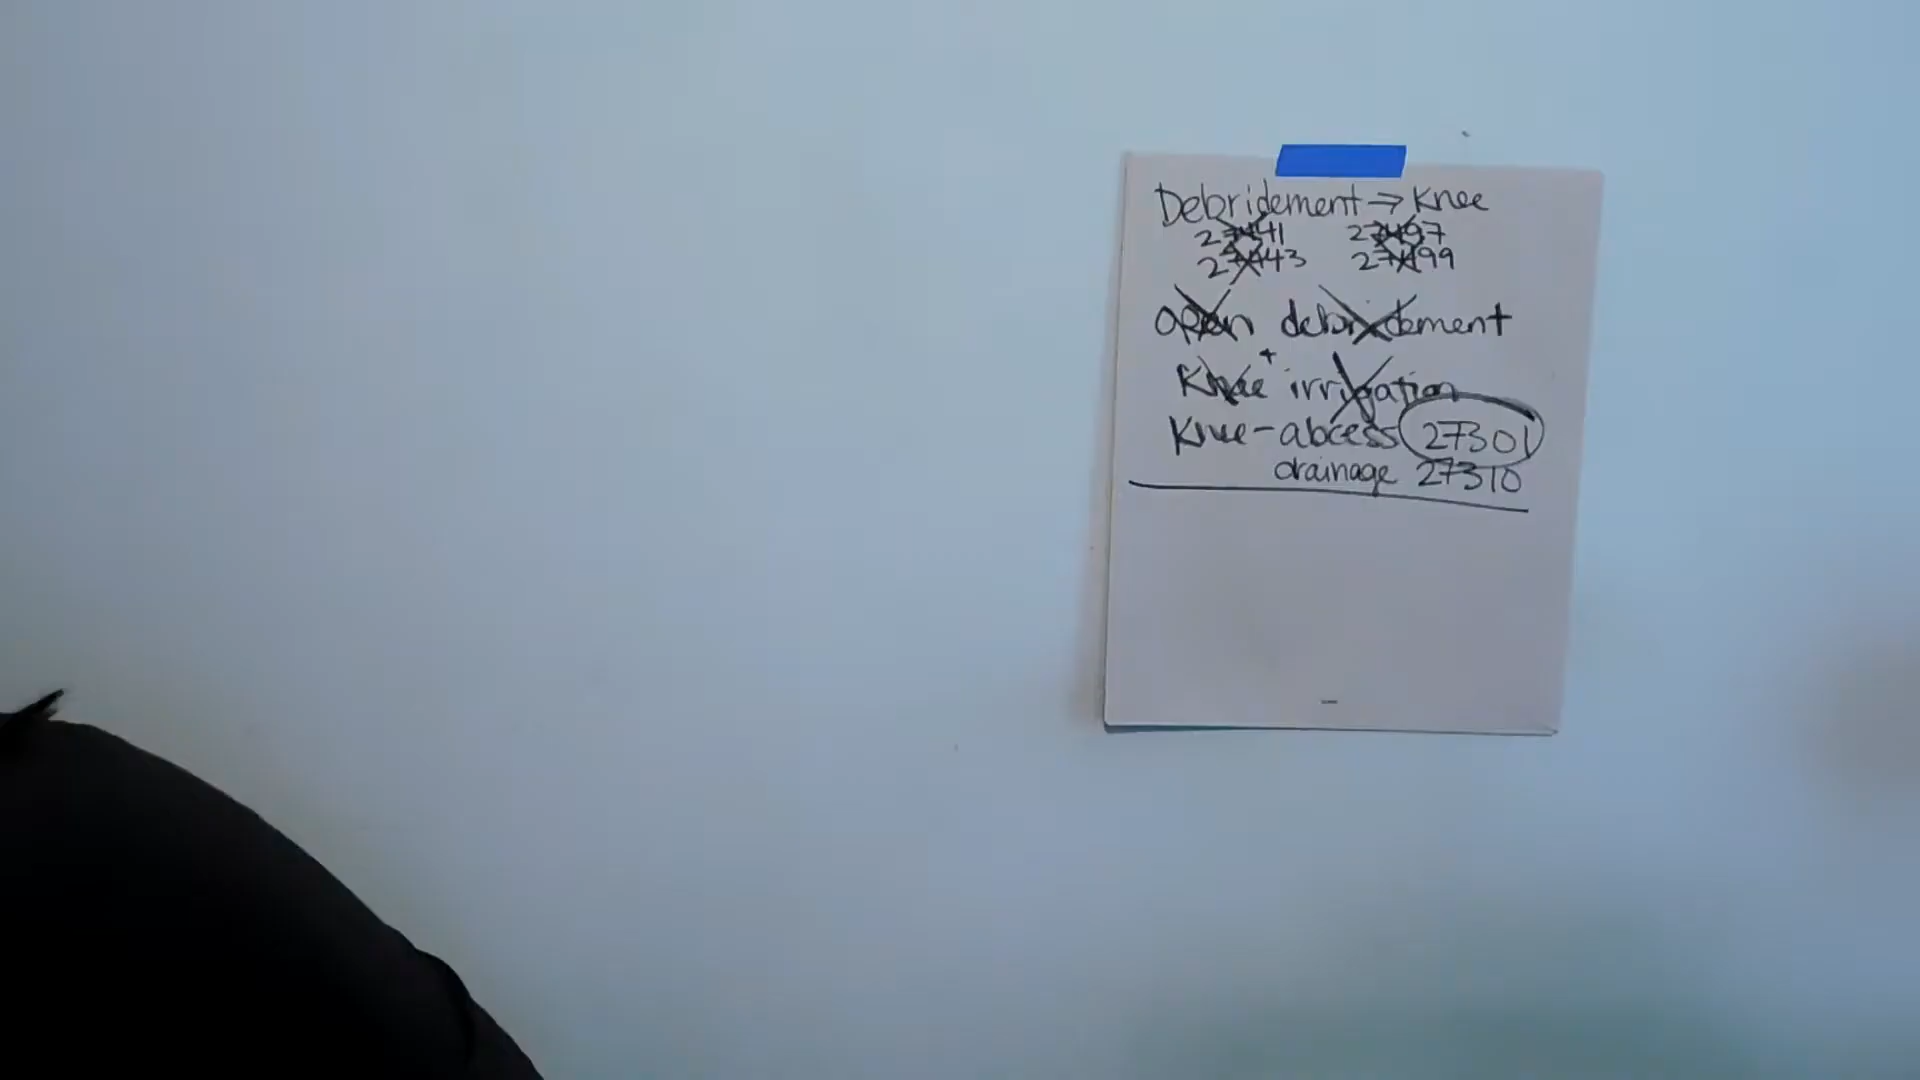 Debridement ⇒ Knee
27441 27497
27443 27499
open debridement
Knee + irrigation
Knee - abcess 27301
drainage 27310